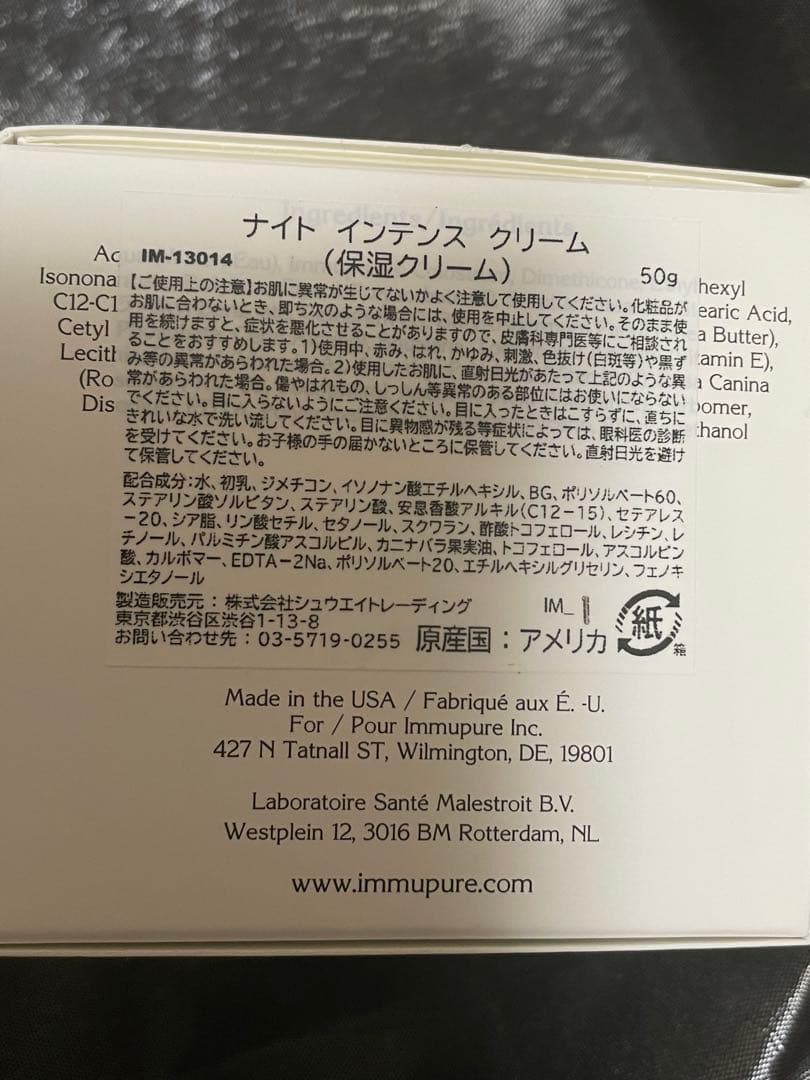 ナイト インテンス クリーム
IM-13014 (保湿クリーム) 50g
【ご使用上の注意】お肌に異常が生じてないかよく注意して使用してください。化粧品が
お肌に合わないとき、即ち次のような場合には、使用を中止してください。そのまま使
用を続けますと、症状を悪化させることがありますので、皮膚科専門医等にご相談され
ることをおすすめします。1)使用中、赤み、はれ、かゆみ、刺激、色抜け(白斑等)や黒ず
み等の異常があらわれた場合。2)使用したお肌に、直射日光があたって上記のような異
常があらわれた場合。傷やはれもの、しっしん等異常のある部位にはお使いにならない
でください。目に入らないようにご注意ください。目に入ったときはこすらずに、直ちに
きれいな水で洗い流してください。目に異物感が残る等症状によっては、眼科医の診断
を受けてください。お子様の手の届かないところに保管してください。直射日光を避け
て保管してください。
配合成分:水、初乳、ジメチコン、イソノナン酸エチルヘキシル、BG、ポリソルベート60、
ステアリン酸ソルビタン、ステアリン酸、安息香酸アルキル(C12-15)、セテアレス
-20、シア脂、リン酸セチル、セタノール、スクワラン、酢酸トコフェロール、レシチン、レ
チノール、パルミチン酸アスコルビル、カニナバラ果実油、トコフェロール、アスコルビン
酸、カルボマー、EDTA-2Na、ポリソルベート20、エチルヘキシルグリセリン、フェノキ
シエタノール
製造販売元:株式会社シュウエイトレーディング IM_
東京都渋谷区渋谷1-13-8
お問い合わせ先:03-5719-0255 原産国:アメリカ
紙
箱
Isonona
C12-C1
Cetyl
Lecith
(Ro
Dis
hexyl
earic Acid,
a Butter),
tamin E),
a Canina
bomer,
thanol
Made in the USA / Fabriqué aux É. -U.
For / Pour Immupure Inc.
427 N Tatnall ST, Wilmington, DE, 19801
Laboratoire Santé Malestroit B.V.
Westplein 12, 3016 BM Rotterdam, NL
www.immupure.com